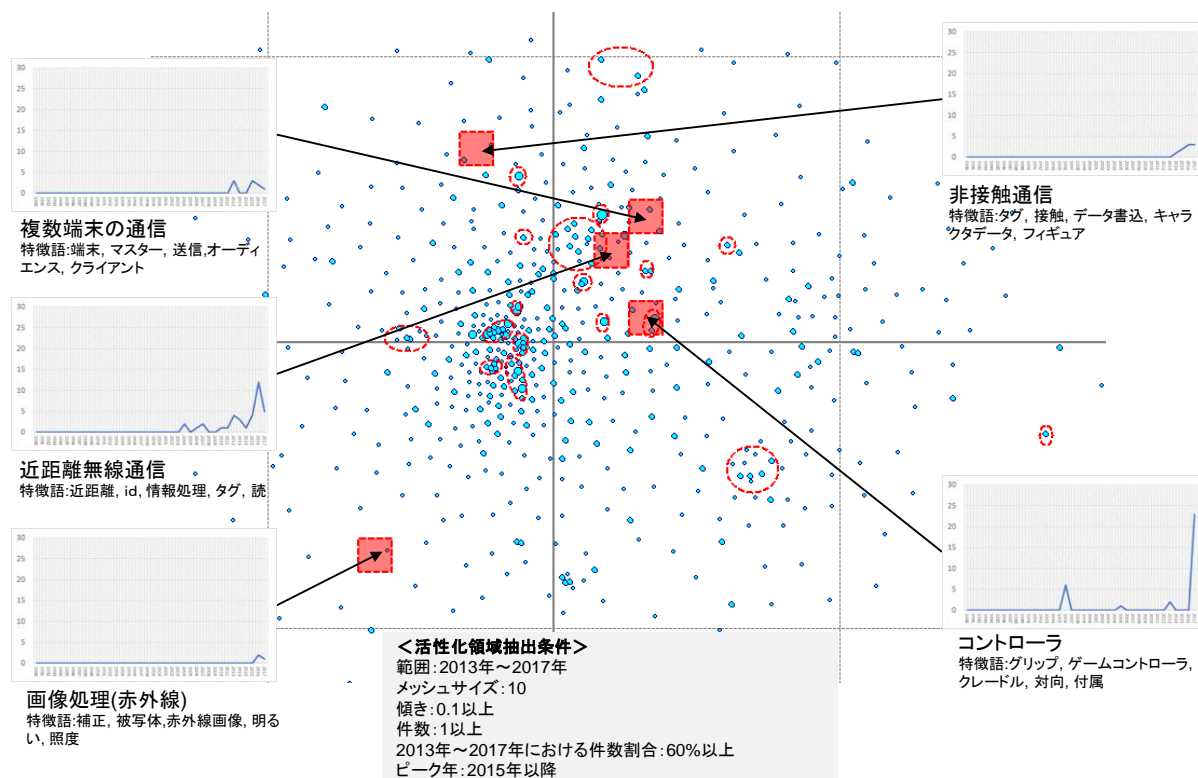 30
25
20
15
10
5
0
複数端末の通信
特徴語:端末, マスター, 送信,オーディ
エンス, クライアント
30
25
20
15
10
5
0
近距離無線通信
特徴語:近距離, id, 情報処理, タグ, 読
30
25
20
15
10
5
0
画像処理(赤外線)
特徴語:補正, 被写体,赤外線画像, 明る
い, 照度
30
25
20
15
10
5
0
非接触通信
特徴語:タグ, 接触, データ書込, キャラ
クタデータ, フィギュア
30
25
20
15
10
5
0
コントローラ
特徴語:グリップ, ゲームコントローラ,
クレードル, 対向, 付属
＜活性化領域抽出条件＞
範囲:2013年～2017年
メッシュサイズ:10
傾き:0.1以上
件数:1以上
2013年～2017年における件数割合:60%以上
ピーク年:2015年以降